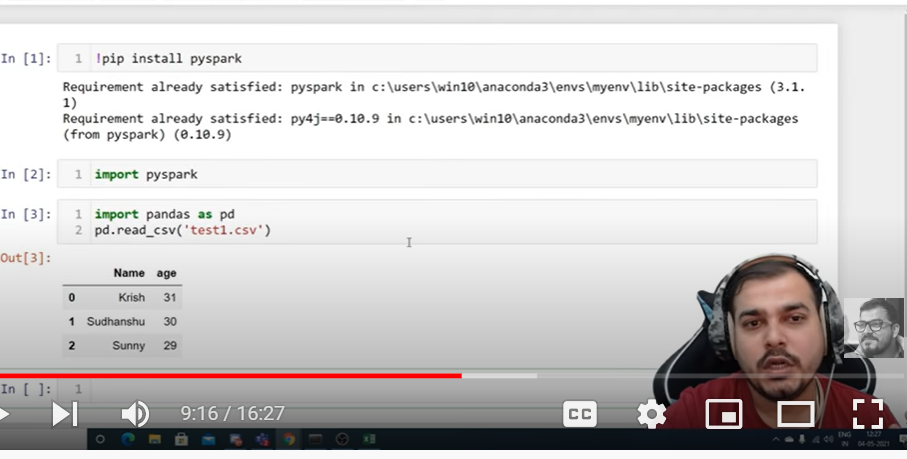 In [1]: 1 !pip install pyspark
Requirement already satisfied: pyspark in c:\users\win10\anaconda3\envs\myenv\lib\site-packages (3.1.
1)
Requirement already satisfied: py4j==0.10.9 in c:\users\win10\anaconda3\envs\myenv\lib\site-packages
(from pyspark) (0.10.9)
In [2]: 1 import pyspark
In [3]: 1 import pandas as pd
2 pd.read_csv('test1.csv')
Out[3]:
Name age
0 Krish 31
1 Sudhanshu 30
2 Sunny 29
In [ ]: 1
9:16 / 16:27
CC
ENG 12:27
IN 04-05-2021